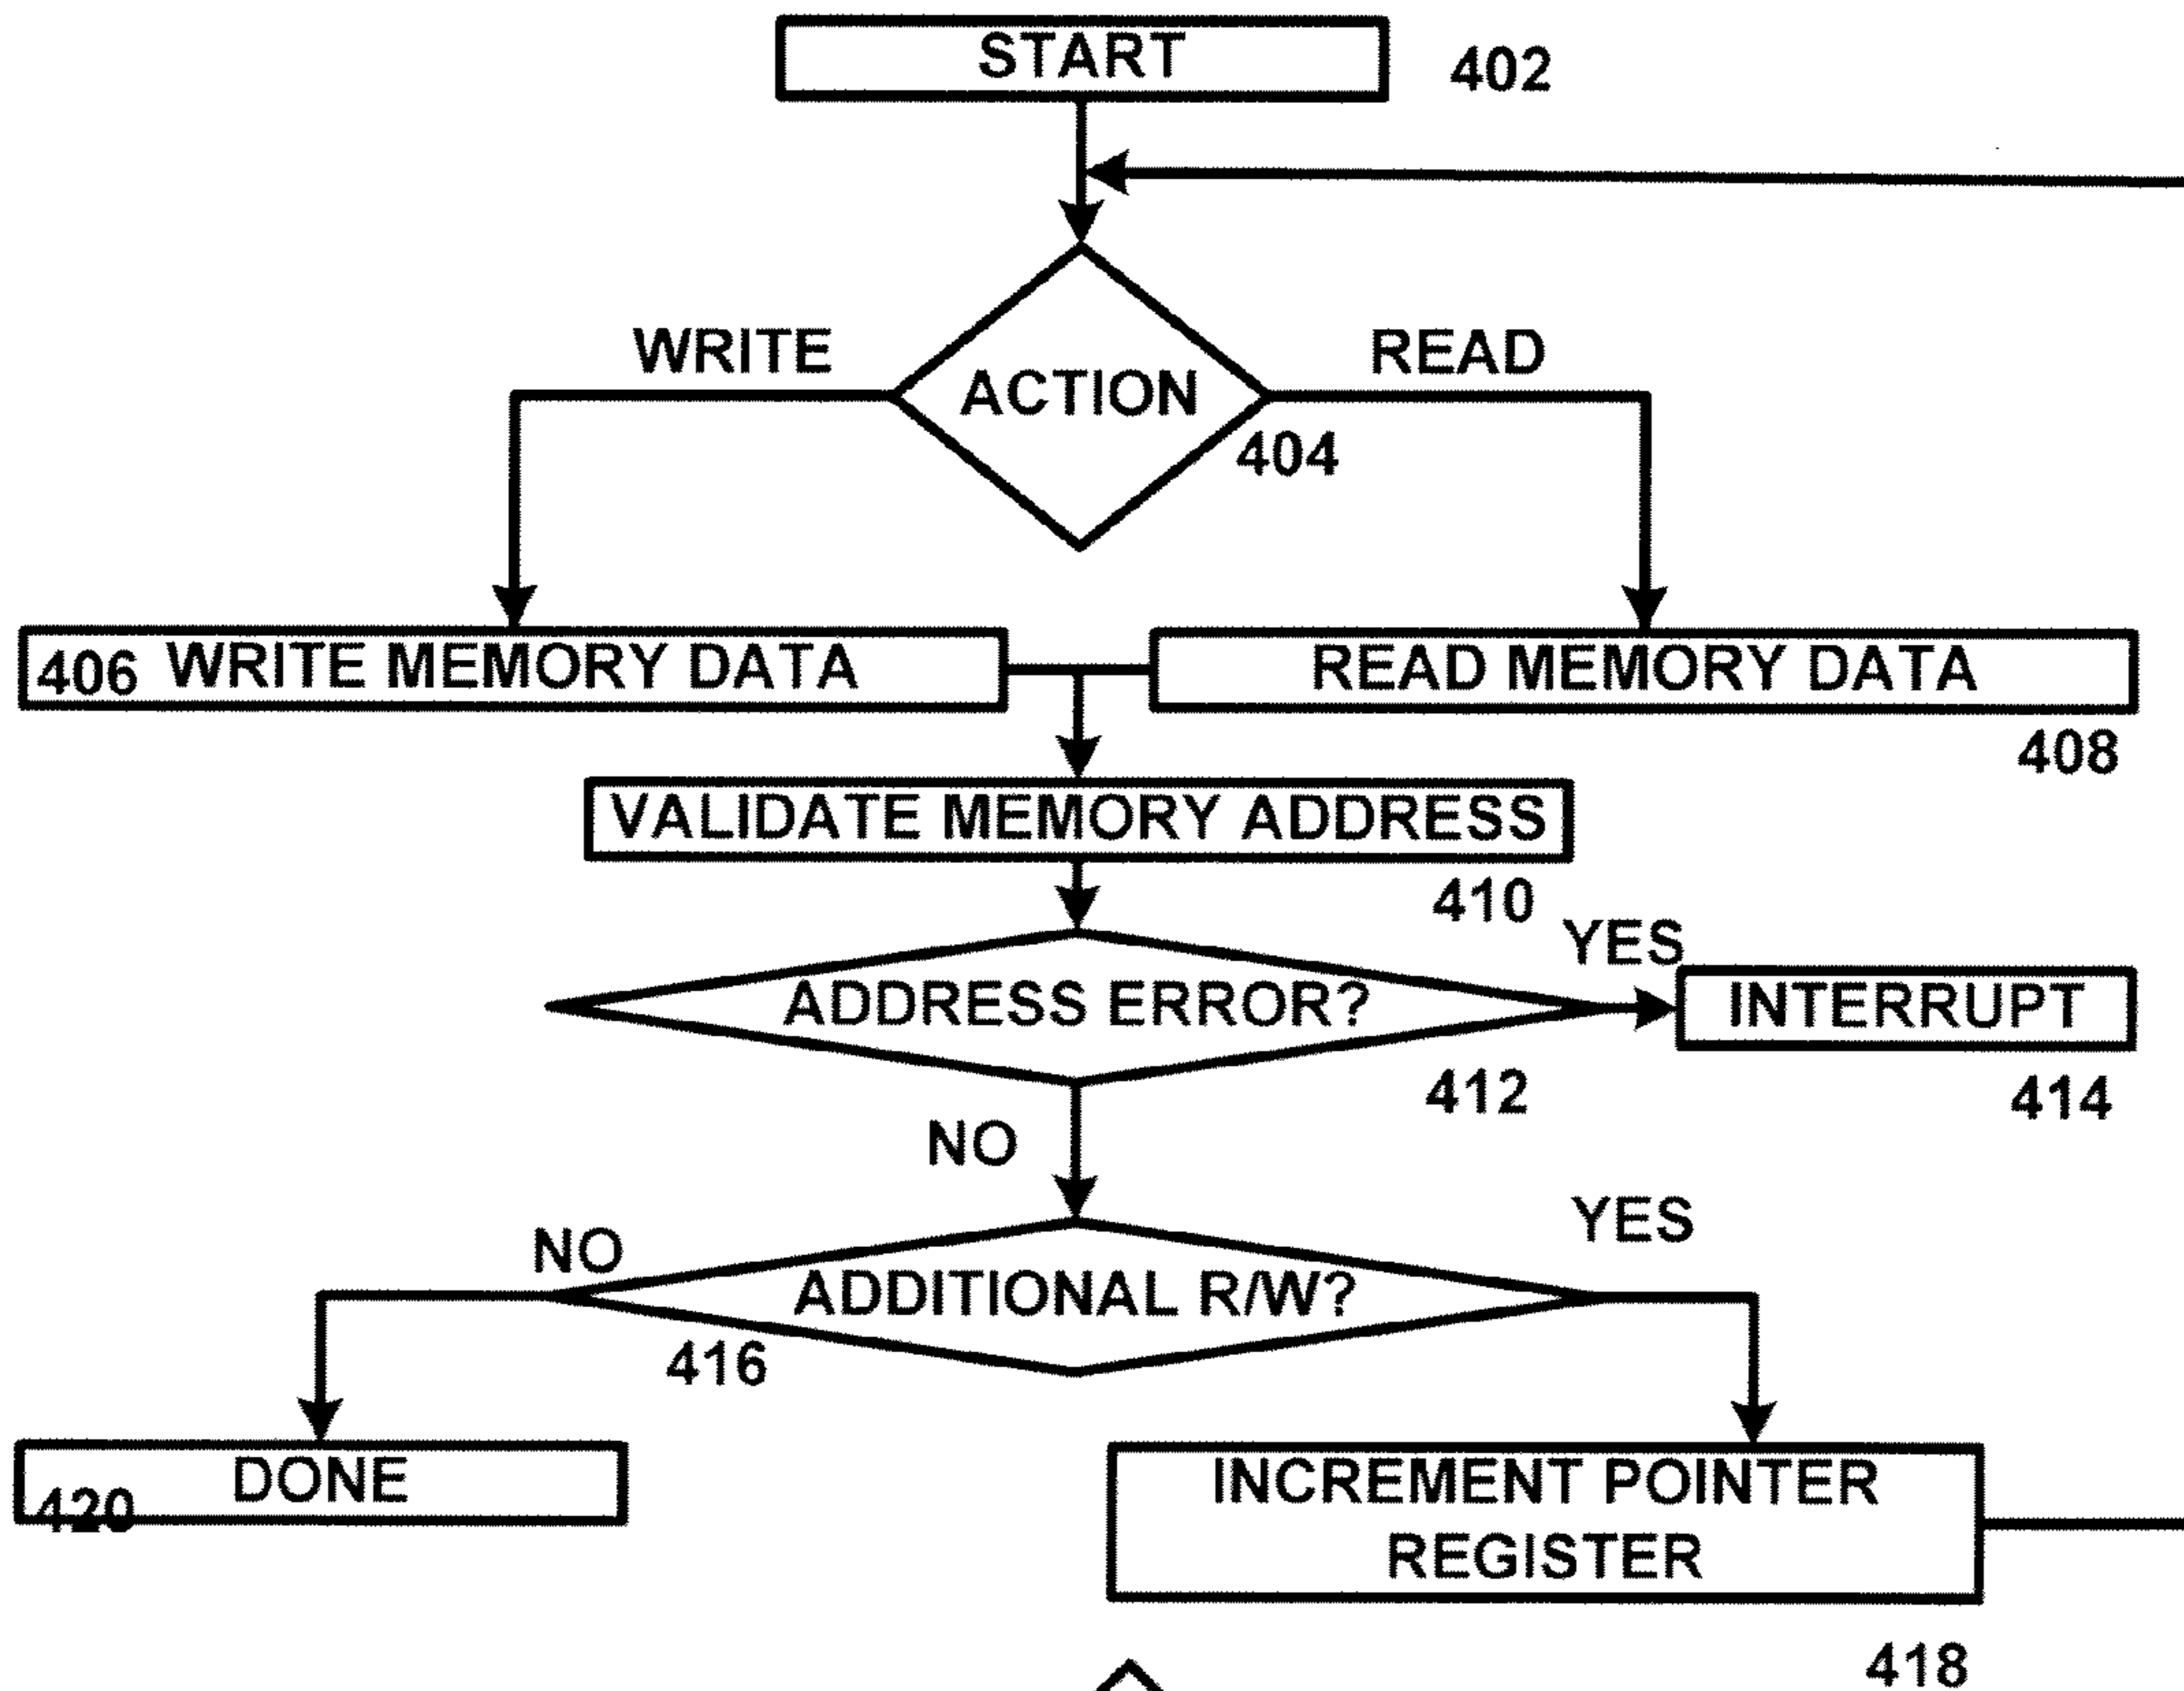 START
402
WRITE
READ
ACTION
404
406 WRITE MEMORY DATA
READ MEMORY DATA
408
VALIDATE MEMORY ADDRESS
410
YES
ADDRESS ERROR?
INTERRUPT
412
414
NO
YES
NO
ADDITIONAL R/W?
416
DONE
420
INCREMENT POINTER
REGISTER
418